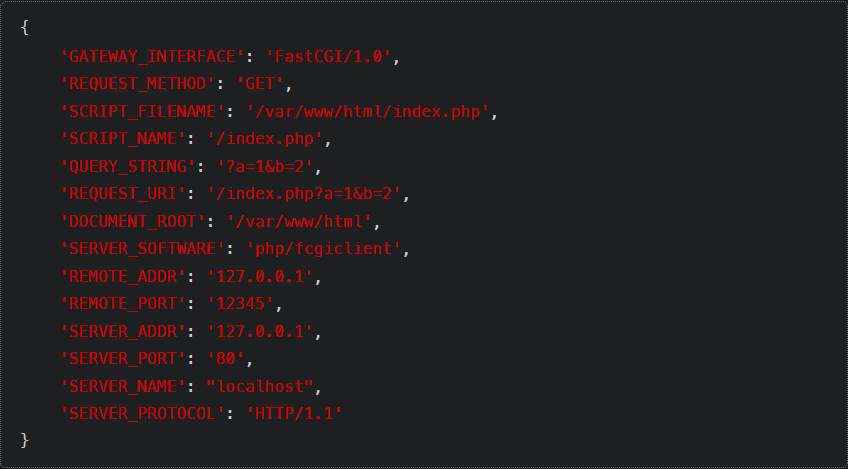 {
'GATEWAY_INTERFACE': 'FastCGI/1.0',
'REQUEST_METHOD': 'GET',
'SCRIPT_FILENAME': '/var/www/html/index.php',
'SCRIPT_NAME': '/index.php',
'QUERY_STRING': '?a=1&b=2',
'REQUEST_URI': '/index.php?a=1&b=2',
'DOCUMENT_ROOT': '/var/www/html',
'SERVER_SOFTWARE': 'php/fcgiclient',
'REMOTE_ADDR': '127.0.0.1',
'REMOTE_PORT': '12345',
'SERVER_ADDR': '127.0.0.1',
'SERVER_PORT': '80',
'SERVER_NAME': "localhost",
'SERVER_PROTOCOL': 'HTTP/1.1'
}